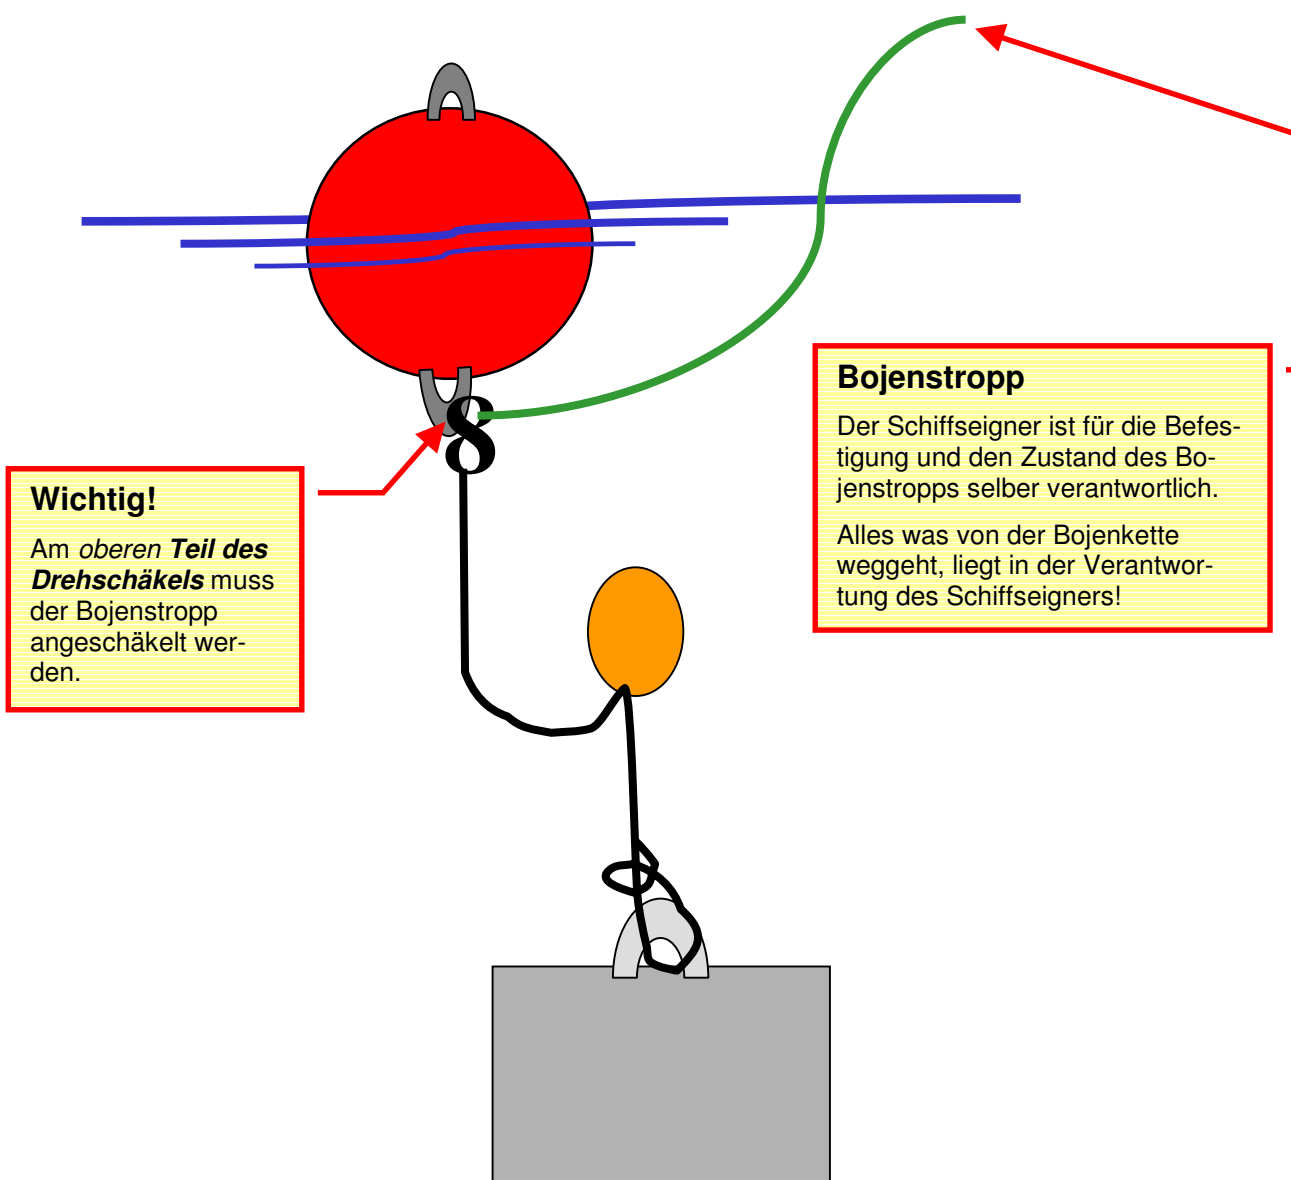 Wichtig!
Am oberen Teil des
Drehschäkels muss
der Bojenstropp
angeschäkelt wer-
den.
Bojenstropp
Der Schiffseigner ist für die Befes-
tigung und den Zustand des Bo-
jenstropps selber verantwortlich.
Alles was von der Bojenkette
weggeht, liegt in der Verantwor-
tung des Schiffseigners!